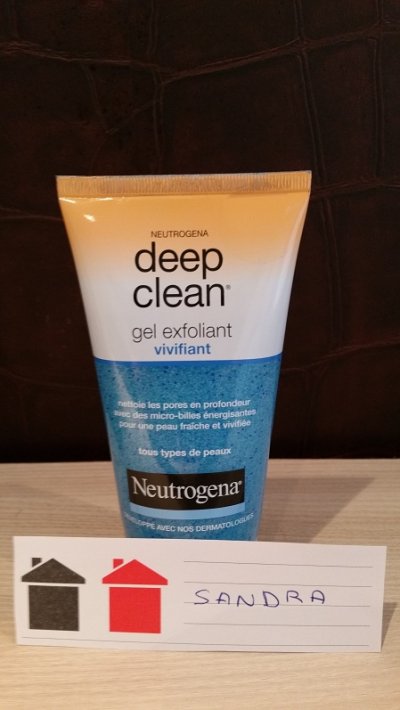 NEUTROGENA
deep
clean®
gel exfoliant
vivifiant
nettoie les pores en profondeur
avec des micro-billes énergisantes
pour une peau fraîche et vivifiée
tous types de peaux
Neutrogena®
DÉVELOPPÉ AVEC NOS DERMATOLOGUES
SANDRA